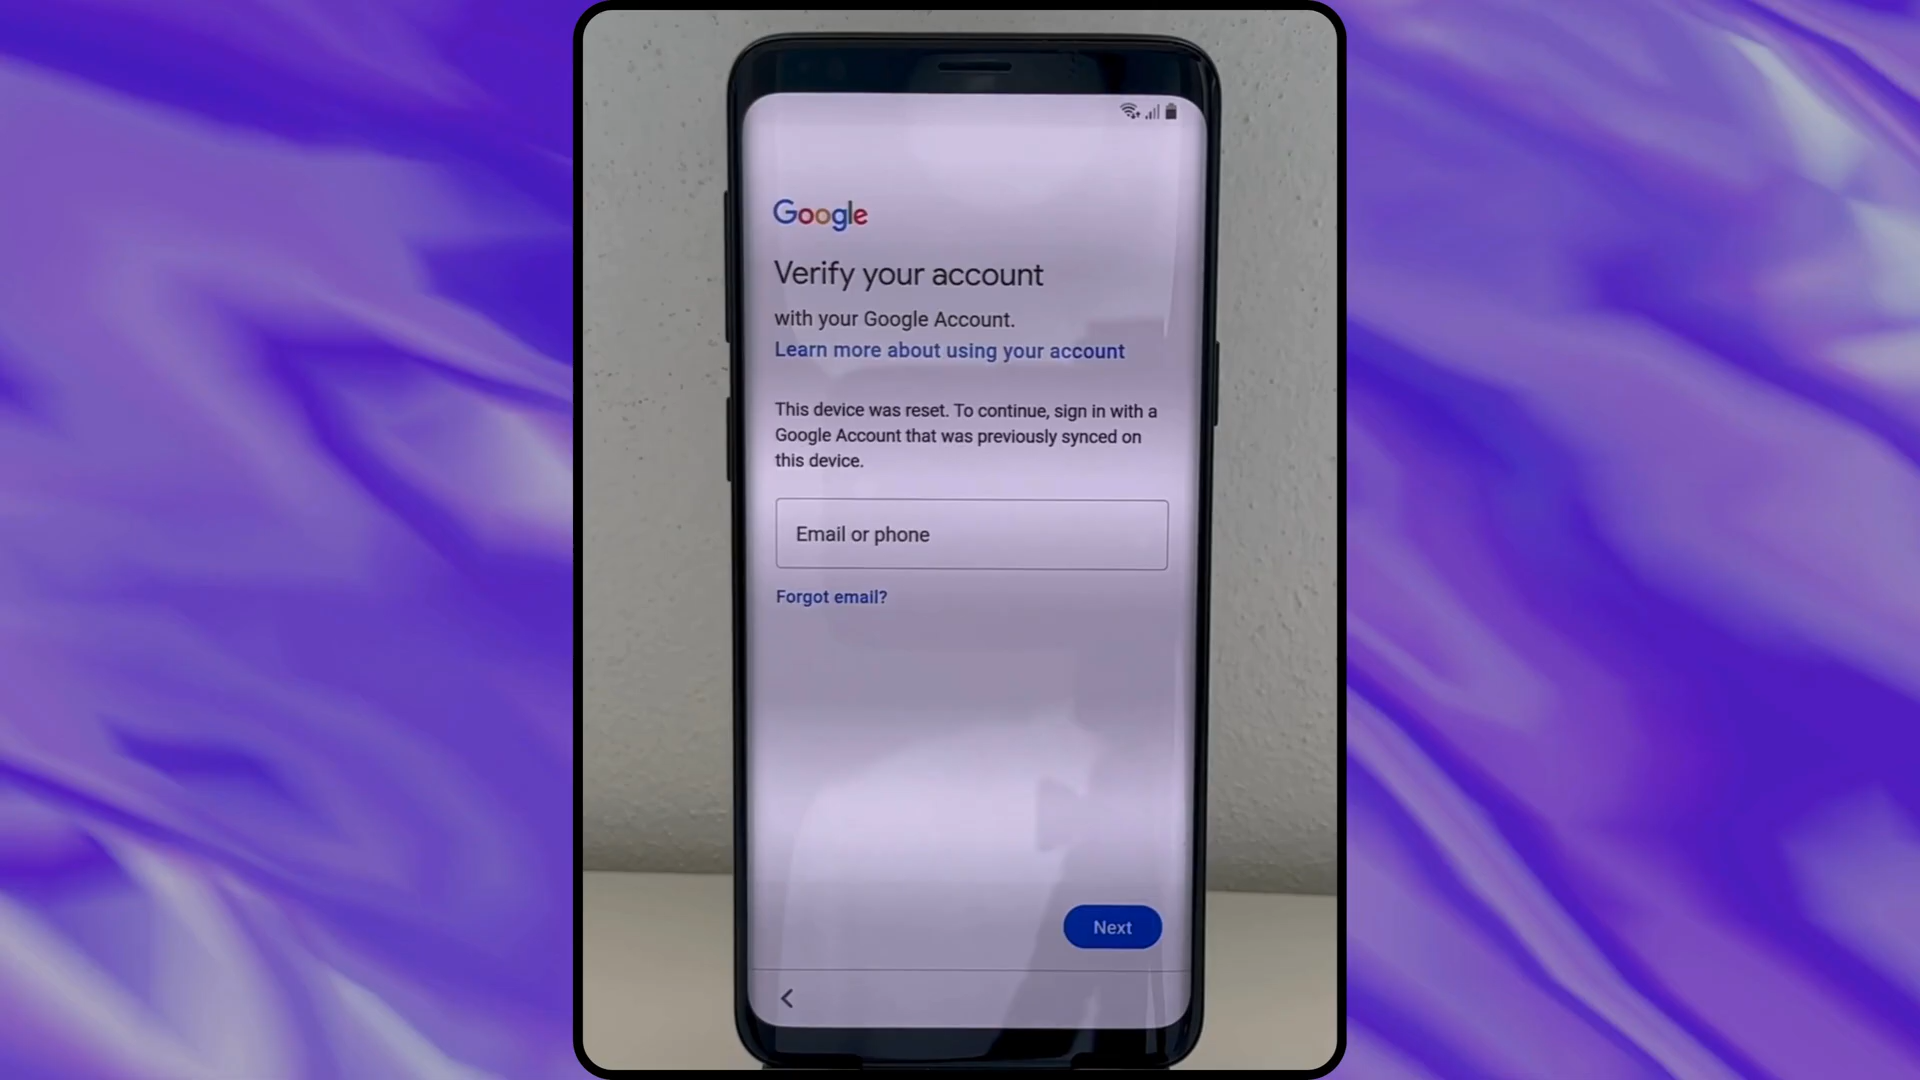 Google
Verify your account
with your Google Account.
Learn more about using your account
This device was reset. To continue, sign in with a
Google Account that was previously synced on
this device.
Email or phone
Forgot email?
Next